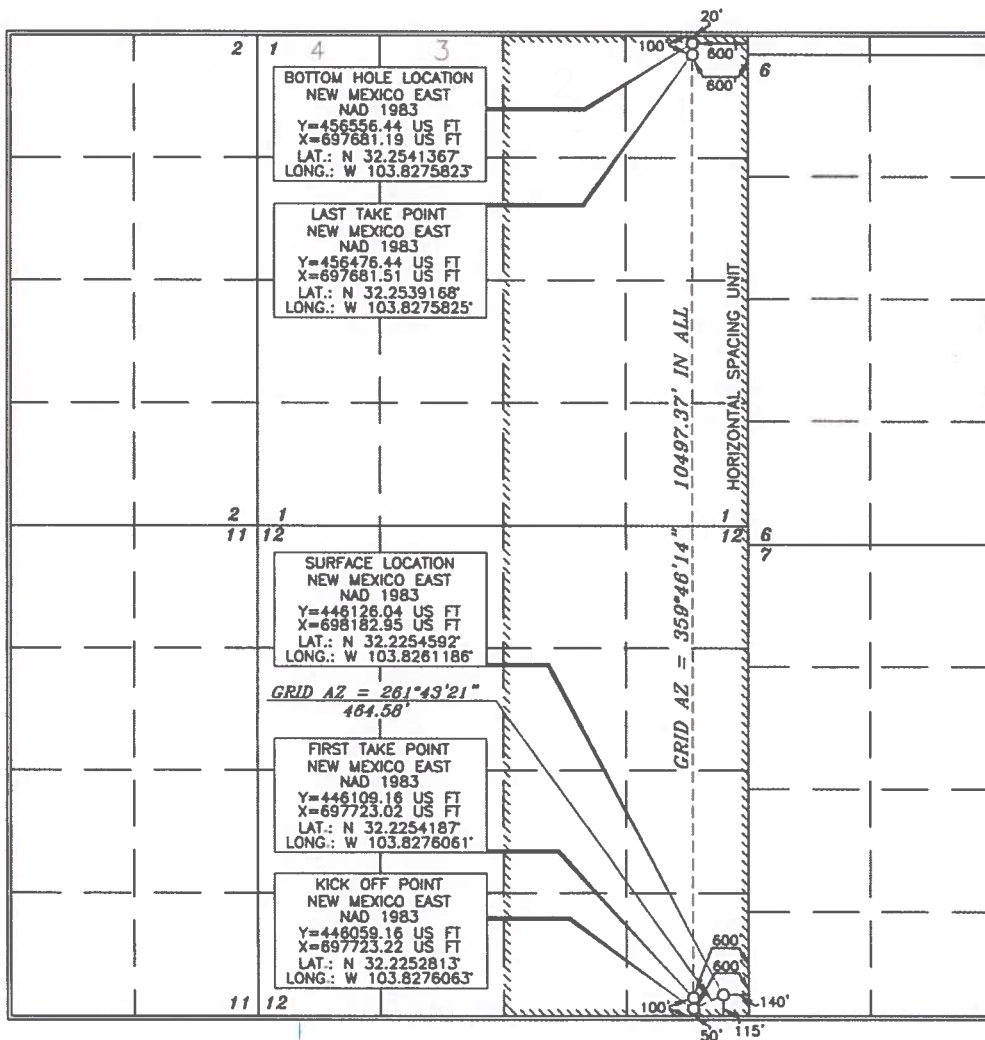 20'
2 1 4 3
100' 600'
6
600'
BOTTOM HOLE LOCATION
NEW MEXICO EAST
NAD 1983
Y=456556.44 US FT
X=697681.19 US FT
LAT.: N 32.2541367°
LONG.: W 103.8275823°
LAST TAKE POINT
NEW MEXICO EAST
NAD 1983
Y=456476.44 US FT
X=697681.51 US FT
LAT.: N 32.2539168°
LONG.: W 103.8275825°
HORIZONTAL SPACING UNIT
GRID AZ = 359°46'14" 10497.37' IN ALL
2 1
11 12
1 6
12 7
SURFACE LOCATION
NEW MEXICO EAST
NAD 1983
Y=446126.04 US FT
X=698182.95 US FT
LAT.: N 32.2254592°
LONG.: W 103.8261186°
GRID AZ = 261°43'21"
464.58'
FIRST TAKE POINT
NEW MEXICO EAST
NAD 1983
Y=446109.16 US FT
X=697723.02 US FT
LAT.: N 32.2254187°
LONG.: W 103.8276061°
KICK OFF POINT
NEW MEXICO EAST
NAD 1983
Y=446059.16 US FT
X=697723.22 US FT
LAT.: N 32.2252813°
LONG.: W 103.8276063°
600'
600'
11 12
100' 140'
50' 115'